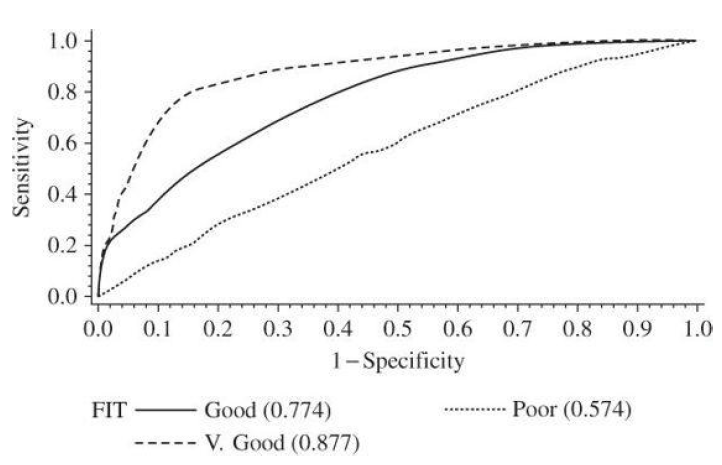 1.0
0.8
0.6
0.4
0.2
0.0
Sensitivity
0.0 0.1 0.2 0.3 0.4 0.5 0.6 0.7 0.8 0.9 1.0
1−Specificity
FIT Good (0.774) Poor (0.574)
V. Good (0.877)